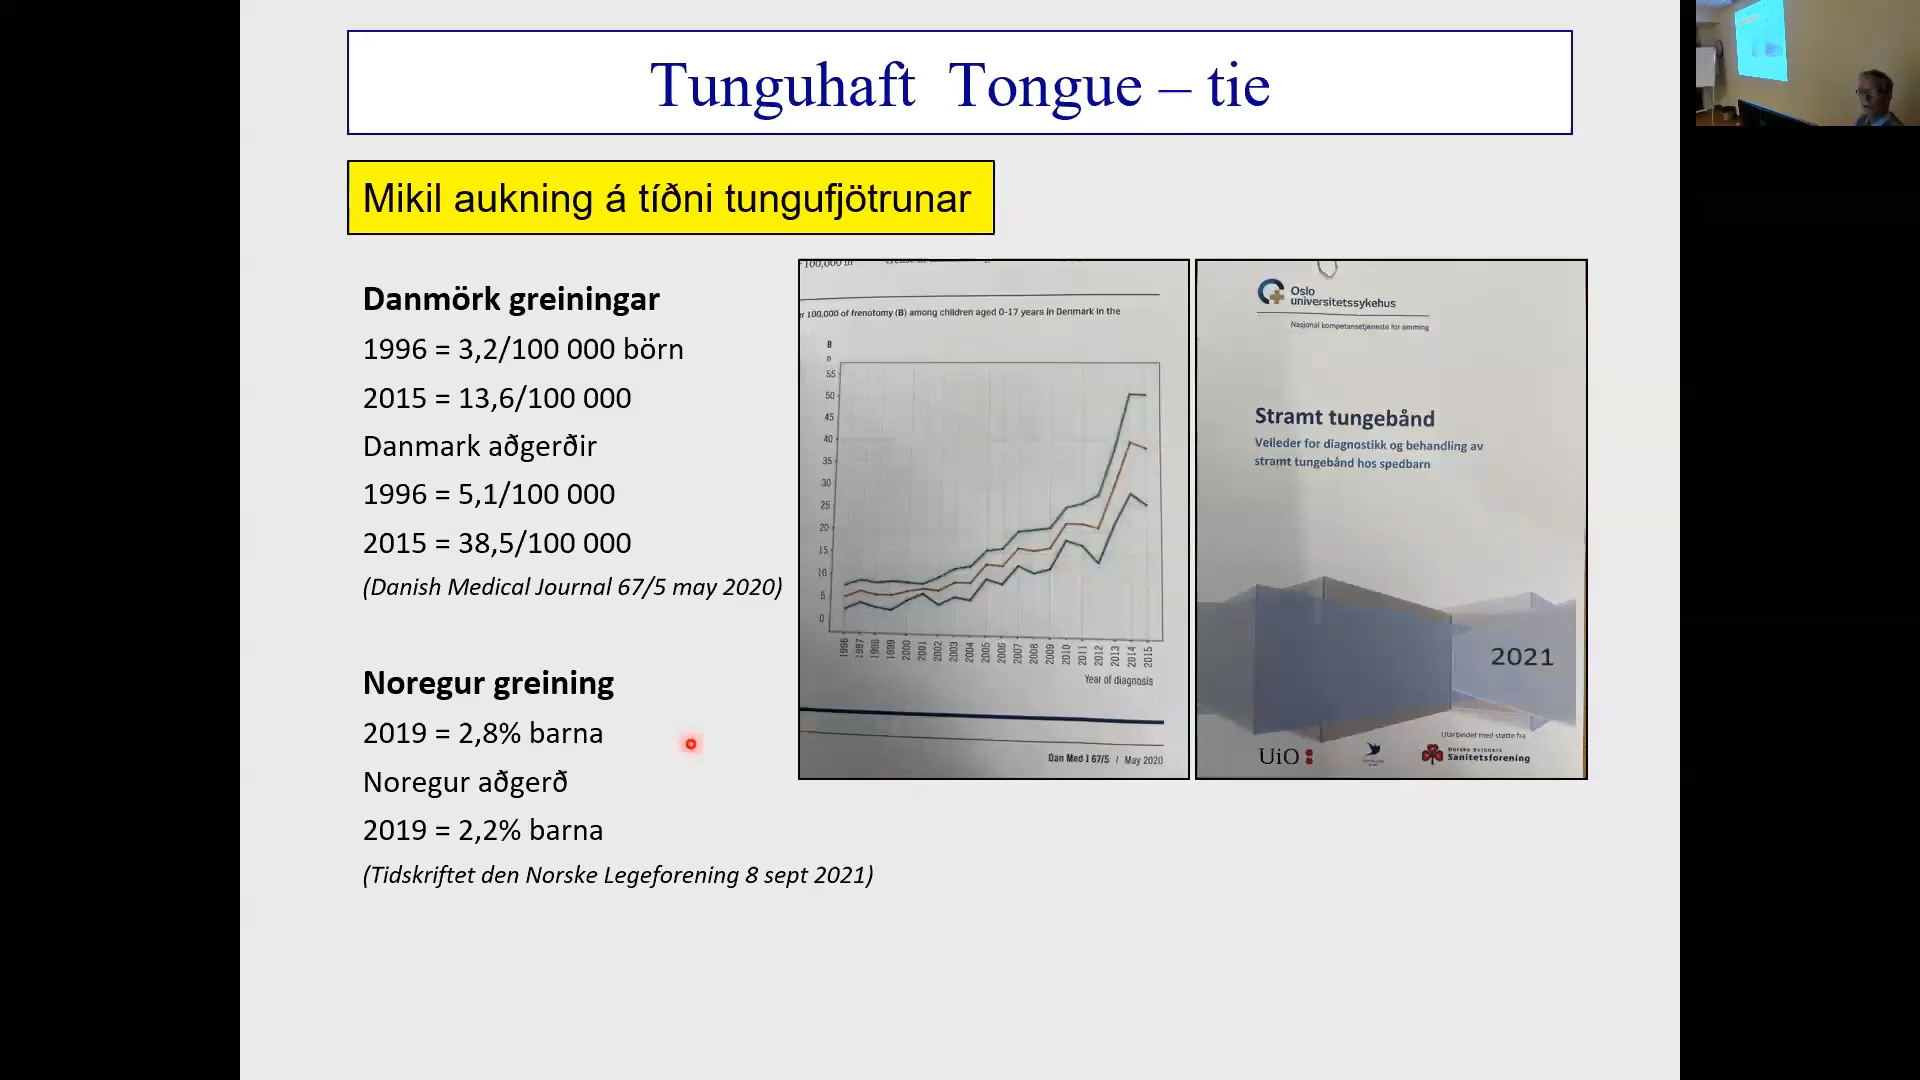 Tunguhaft Tongue – tie
Mikil aukning á tíðni tungufjötrunar
Danmörk greiningar
1996 = 3,2/100 000 börn
2015 = 13,6/100 000
Danmark aðgerðir
1996 = 5,1/100 000
2015 = 38,5/100 000
(Danish Medical Journal 67/5 may 2020)
Noregur greining
2019 = 2,8% barna
Noregur aðgerð
2019 = 2,2% barna
(Tidskriftet den Norske Legeforening 8 sept 2021)
100,000 of frenotomy (B) among children aged 0-17 years in Denmark in the
B
n
55
50
45
40
35
30
25
20
15
10
5
0
1996 1997 1998 1999 2000 2001 2002 2003 2004 2005 2006 2007 2008 2009 2010 2011 2012 2013 2014 2015
Year of diagnosis
Dan Med J 67/5 / May 2020
Oslo
universitetssykehus
Nasjonal kompetansetjeneste for amming
Stramt tungebånd
Veileder for diagnostikk og behandling av
stramt tungebånd hos spedbarn
2021
Utarbeidet med støtte fra
UiO
Norske Kvinners
Sanitetsforening